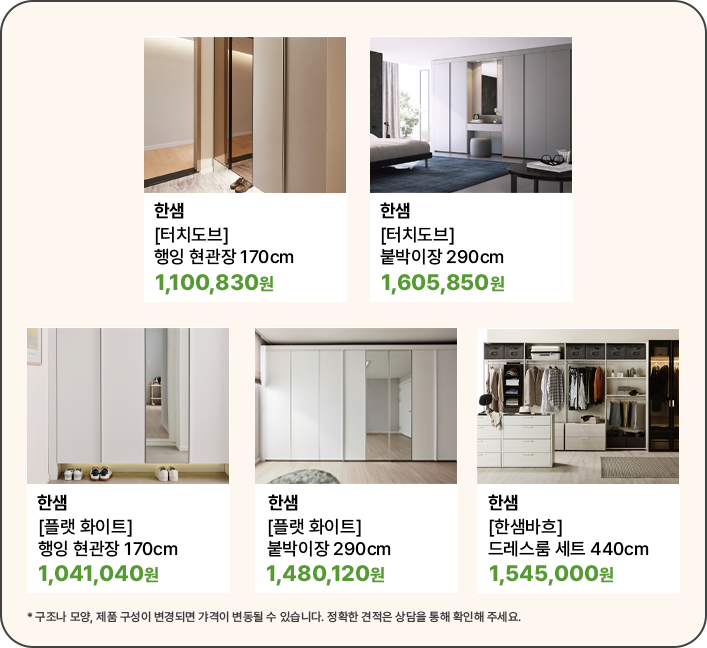 한샘
[터치도브]
행잉 현관장 170cm
1,100,830원
한샘
[터치도브]
붙박이장 290cm
1,605,850원
한샘
[플랫 화이트]
행잉 현관장 170cm
1,041,040원
한샘
[플랫 화이트]
붙박이장 290cm
1,480,120원
한샘
[한샘바흐]
드레스룸 세트 440cm
1,545,000원
* 구조나 모양, 제품 구성이 변경되면 가격이 변동될 수 있습니다. 정확한 견적은 상담을 통해 확인해 주세요.